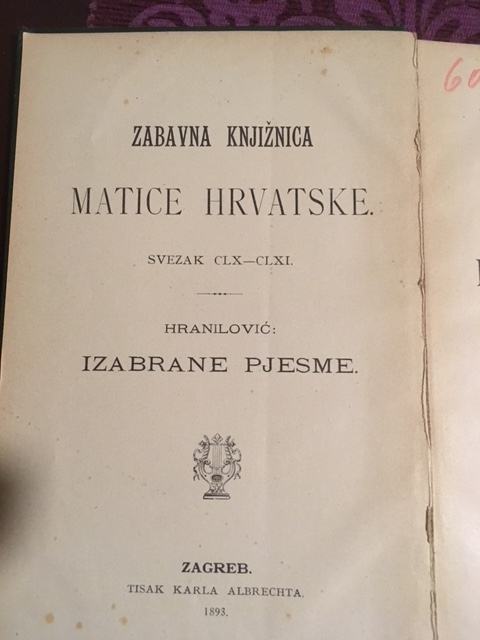 ZABAVNA KNJIŽNICA
MATICE HRVATSKE.
SVEZAK CLX—CLXI.
HRANILOVIĆ:
IZABRANE PJESME.
ZAGREB.
TISAK KARLA ALBRECHTA.
1893.